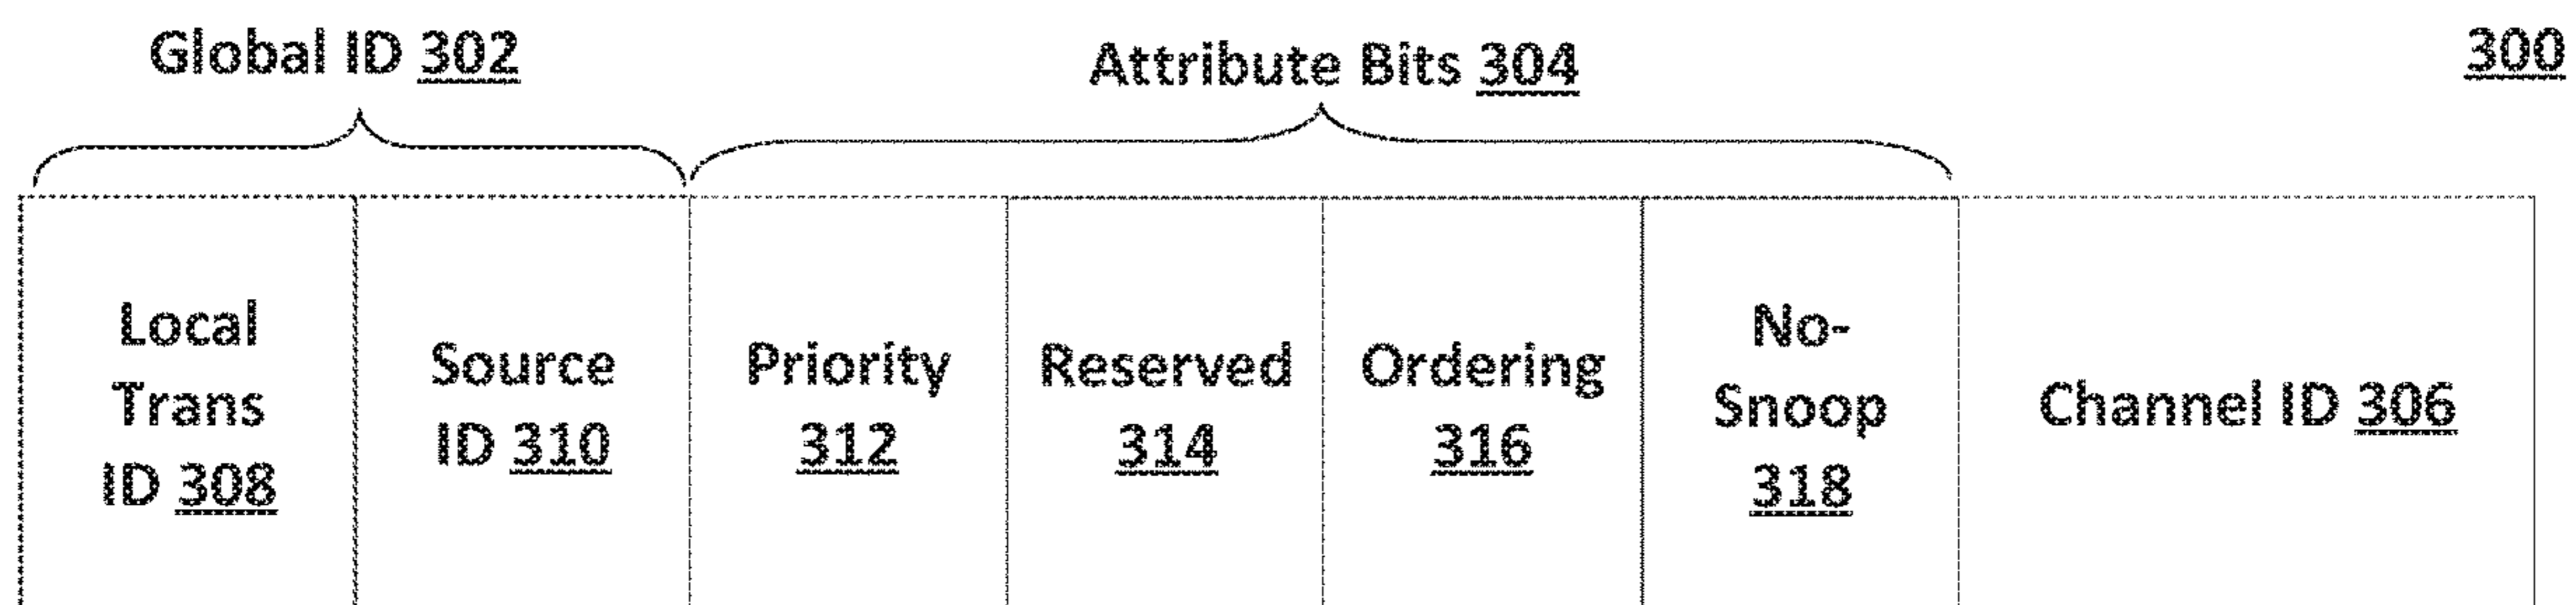 Global ID 302
Attribute Bits 304
300
Local
Trans
ID 308
Source
ID 310
Priority
312
Reserved
314
Ordering
316
No-
Snoop
318
Channel ID 306